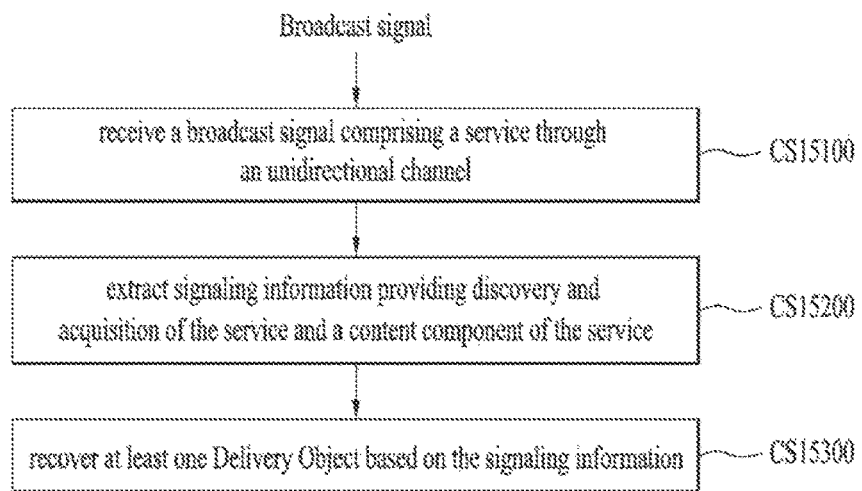 Broadcast signal
receive a broadcast signal comprising a service through
an unidirectional channel
CS15100
extract signaling information providing discovery and
acquisition of the service and a content component of the service
CS15200
recover at least one Delivery Object based on the signaling information
CS15300